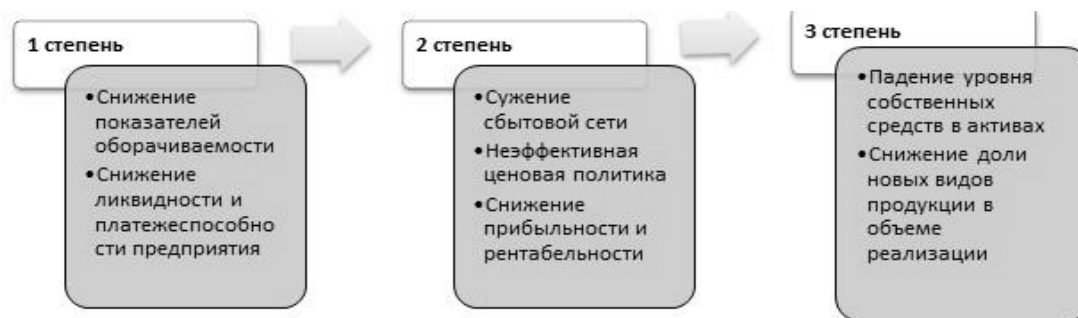 1 степень
•Снижение
показателей
оборачиваемости
•Снижение
ликвидности и
платежеспособно
сти предприятия
2 степень
•Сужение
сбытовой сети
•Неэффективная
ценовая политика
•Снижение
прибыльности и
рентабельности
3 степень
•Падение уровня
собственных
средств в активах
•Снижение доли
новых видов
продукции в
объеме
реализации